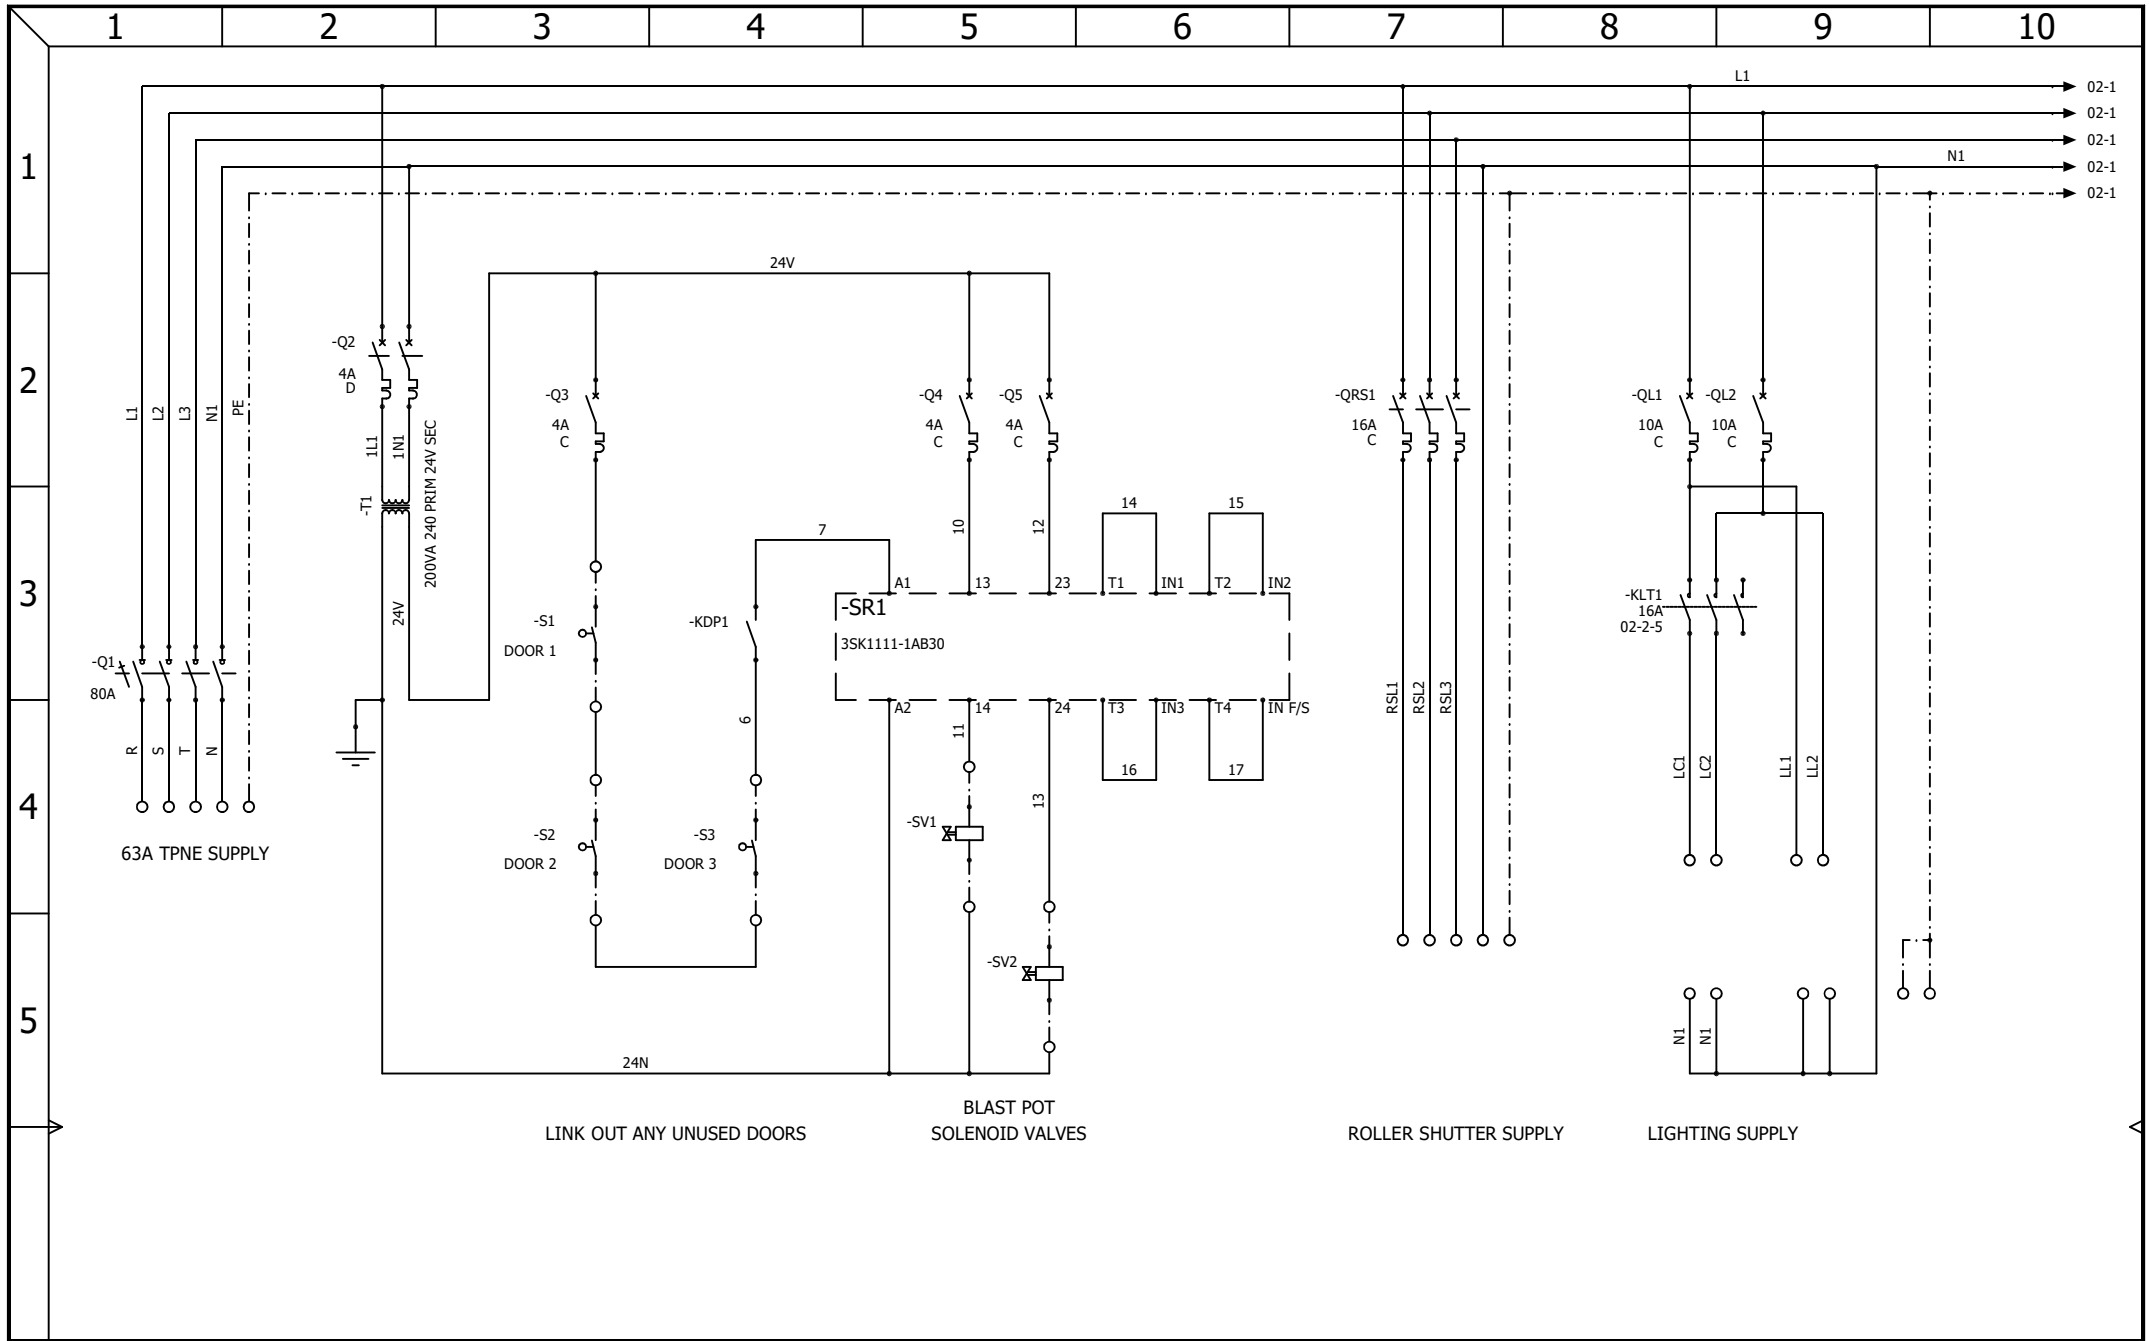 1 2 3 4 5 6 7 8 9 10
L1
02-1
02-1
02-1
N1
02-1
02-1
1
2
3
4
5
L1
L2
L3
N1
PE
-Q1
80A
R
S
T
N
63A TPNE SUPPLY
-Q2
4A
D
1L1
1N1
-T1
200VA 240 PRIM 24V SEC
24V
24V
-Q3
4A
C
-S1
DOOR 1
-S2
DOOR 2
-KDP1
7
6
-S3
DOOR 3
24N
LINK OUT ANY UNUSED DOORS
-Q4
4A
C
-Q5
4A
C
10
12
14
15
A1
13
23
T1
IN1
T2
IN2
-SR1
3SK1111-1AB30
A2
14
24
T3
IN3
T4
IN F/S
11
13
16
17
-SV1
-SV2
BLAST POT
SOLENOID VALVES
-QRS1
16A
C
RSL1
RSL2
RSL3
ROLLER SHUTTER SUPPLY
-QL1
10A
C
-QL2
10A
C
-KLT1
16A
02-2-5
LC1
LC2
LL1
LL2
N1
N1
LIGHTING SUPPLY